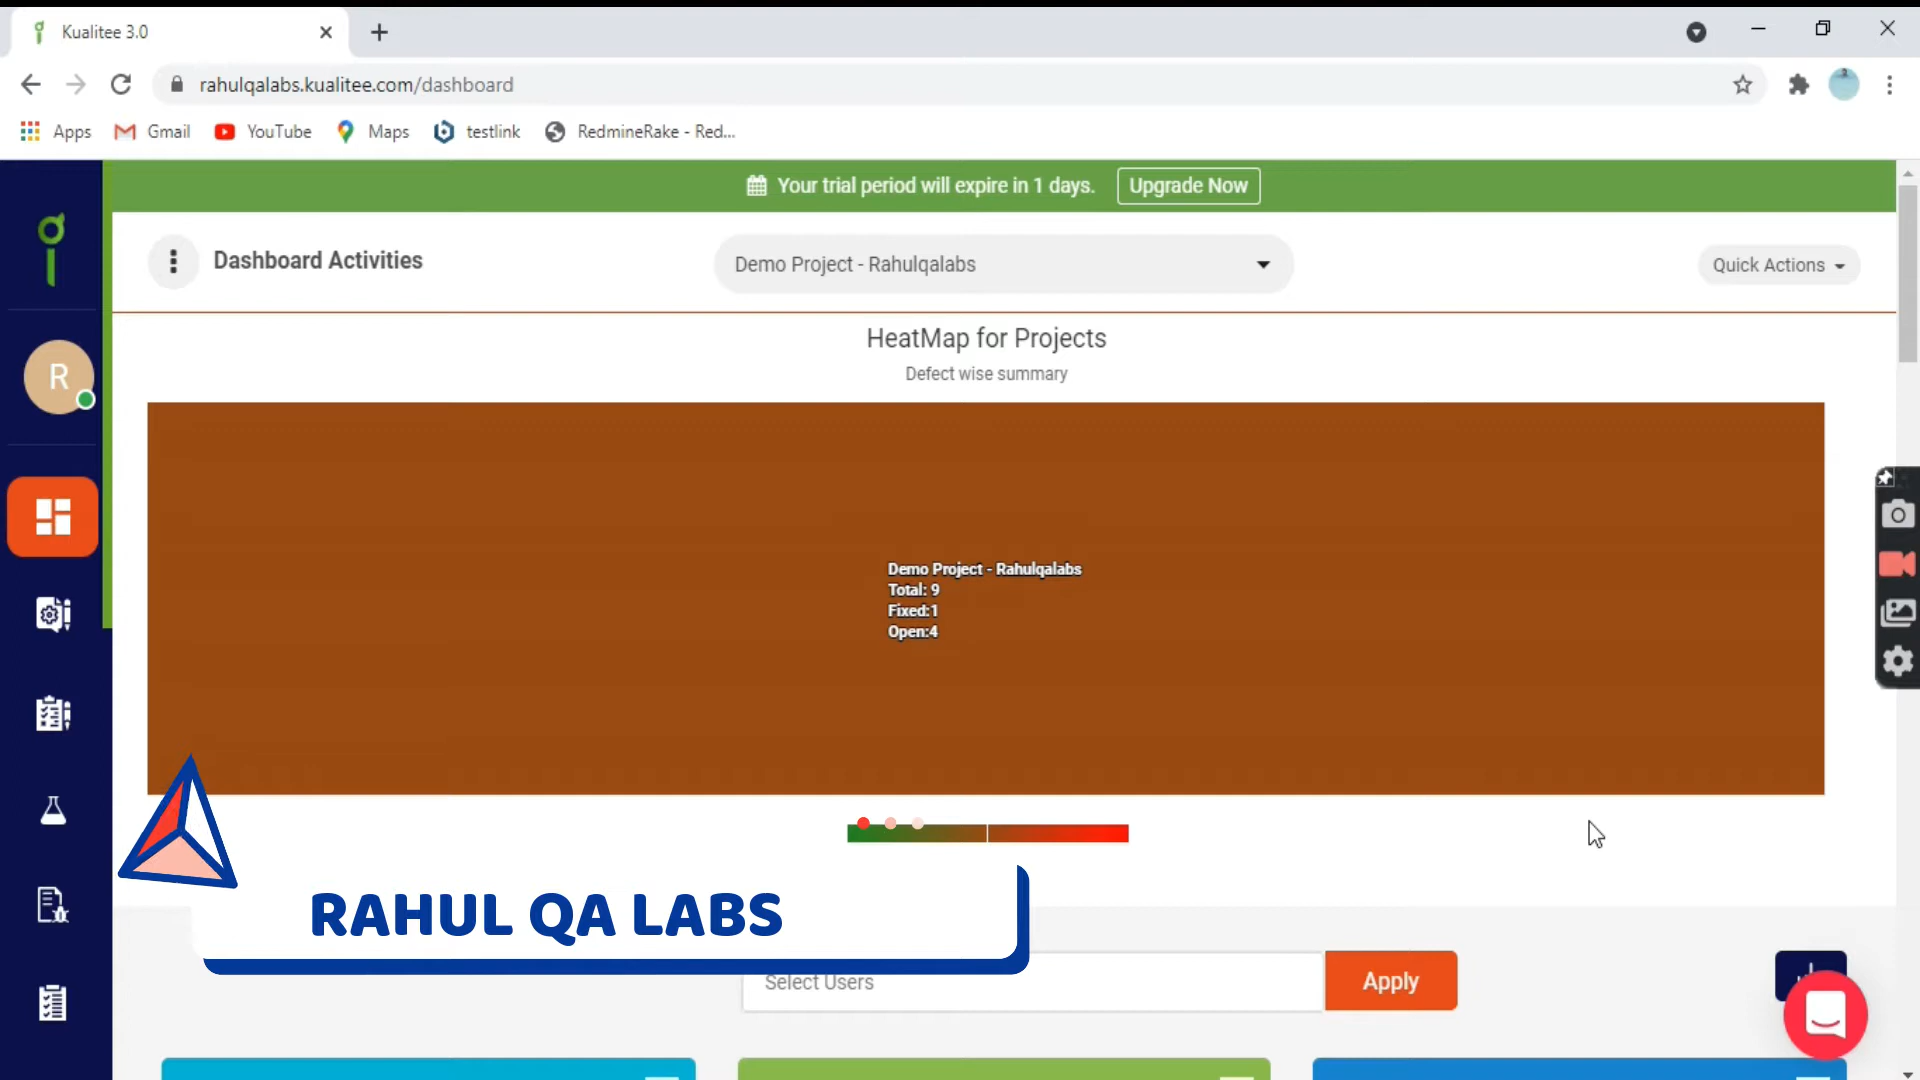 Kualitee 3.0
rahulqalabs.kualitee.com/dashboard
Apps Gmail YouTube Maps testlink RedmineRake - Red...
Your trial period will expire in 1 days. Upgrade Now
Dashboard Activities
Demo Project - Rahulqalabs
Quick Actions
HeatMap for Projects
Defect wise summary
R
Demo Project - Rahulqalabs
Total: 9
Fixed:1
Open:4
RAHUL QA LABS
Select Users
Apply